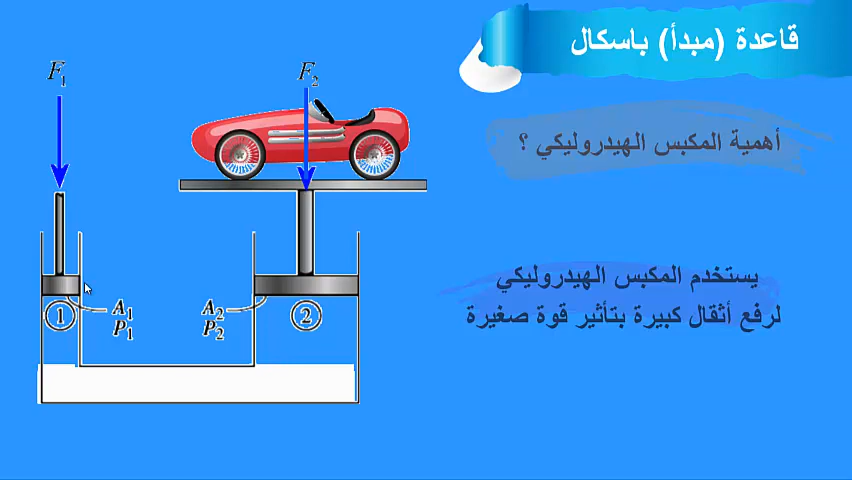 قاعدة (مبدأ) باسكال
أهمية المكبس الهيدروليكي ؟
يستخدم المكبس الهيدروليكي
لرفع أثقال كبيرة بتأثير قوة صغيرة
F₁
F₂
A₁
P₁
1
A₂
P₂
2